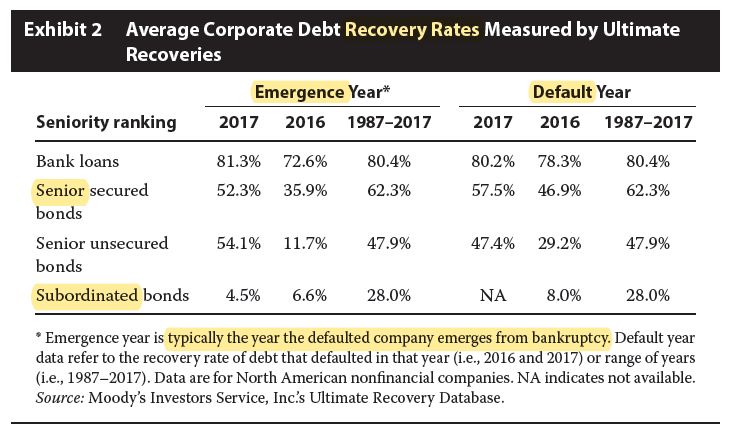 Exhibit 2 Average Corporate Debt Recovery Rates Measured by Ultimate
Recoveries
Emergence Year* Default Year
Seniority ranking 2017 2016 1987–2017 2017 2016 1987–2017
Bank loans 81.3% 72.6% 80.4% 80.2% 78.3% 80.4%
Senior secured 52.3% 35.9% 62.3% 57.5% 46.9% 62.3%
bonds
Senior unsecured 54.1% 11.7% 47.9% 47.4% 29.2% 47.9%
bonds
Subordinated bonds 4.5% 6.6% 28.0% NA 8.0% 28.0%
* Emergence year is typically the year the defaulted company emerges from bankruptcy. Default year
data refer to the recovery rate of debt that defaulted in that year (i.e., 2016 and 2017) or range of years
(i.e., 1987–2017). Data are for North American nonfinancial companies. NA indicates not available.
Source: Moody's Investors Service, Inc.'s Ultimate Recovery Database.